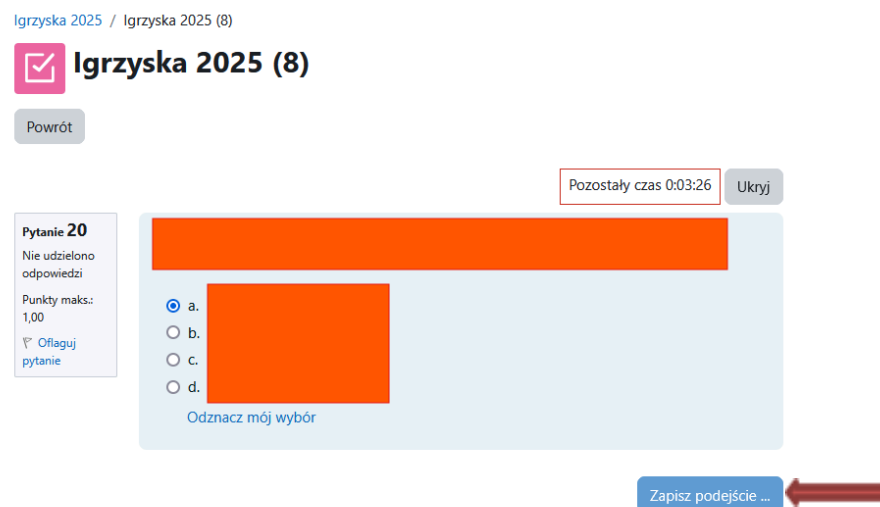 Igrzyska 2025 / Igrzyska 2025 (8)
Igrzyska 2025 (8)
Powrót
Pozostały czas 0:03:26
Ukryj
Pytanie 20
Nie udzielono
odpowiedzi
Punkty maks.:
1,00
Oflaguj
pytanie
a.
b.
c.
d.
Odznacz mój wybór
Zapisz podejście ...